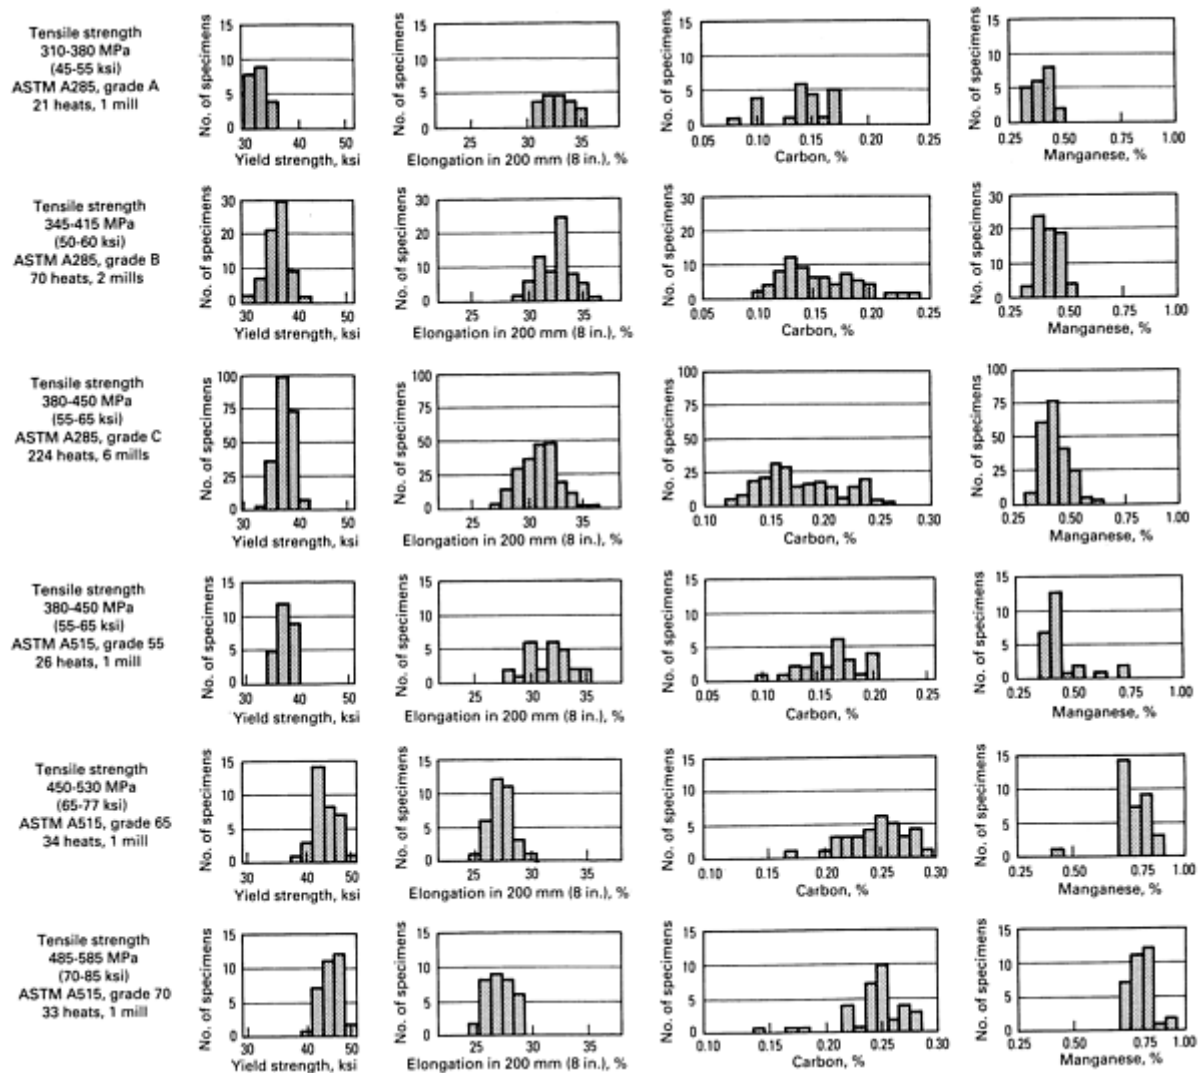 Tensile strength
310-380 MPa
(45-55 ksi)
ASTM A285, grade A
21 heats, 1 mill
No. of specimens
15
10
5
0
30 40 50
Yield strength, ksi
No. of specimens
15
10
5
0
25 30 35
Elongation in 200 mm (8 in.), %
No. of specimens
15
10
5
0
0.05 0.10 0.15 0.20 0.25
Carbon, %
No. of specimens
15
10
5
0
0.25 0.50 0.75 1.00
Manganese, %
Tensile strength
345-415 MPa
(50-60 ksi)
ASTM A285, grade B
70 heats, 2 mills
No. of specimens
30
20
10
0
30 40 50
Yield strength, ksi
No. of specimens
30
20
10
0
25 30 35
Elongation in 200 mm (8 in.), %
No. of specimens
30
20
10
0.05 0.10 0.15 0.20 0.25
Carbon, %
No. of specimens
30
20
10
0
0.25 0.50 0.75 1.00
Manganese, %
Tensile strength
380-450 MPa
(55-65 ksi)
ASTM A285, grade C
224 heats, 6 mills
No. of specimens
100
75
50
25
0
30 40 50
Yield strength, ksi
No. of specimens
100
75
50
25
0
25 30 35
Elongation in 200 mm (8 in.), %
No. of specimens
100
75
50
25
0.10 0.15 0.20 0.25 0.30
Carbon, %
No. of specimens
100
75
50
25
0
0.25 0.50 0.75 1.00
Manganese, %
Tensile strength
380-450 MPa
(55-65 ksi)
ASTM A515, grade 55
26 heats, 1 mill
No. of specimens
15
10
5
0
30 40 50
Yield strength, ksi
No. of specimens
15
10
5
0
25 30 35
Elongation in 200 mm (8 in.), %
No. of specimens
15
10
5
0
0.05 0.10 0.15 0.20 0.25
Carbon, %
No. of specimens
15
10
5
0
0.25 0.50 0.75 1.00
Manganese, %
Tensile strength
450-530 MPa
(65-77 ksi)
ASTM A515, grade 65
34 heats, 1 mill
No. of specimens
15
10
5
0
30 40 50
Yield strength, ksi
No. of specimens
15
10
5
0
25 30 35
Elongation in 200 mm (8 in.), %
No. of specimens
15
10
5
0
0.10 0.15 0.20 0.25 0.30
Carbon, %
No. of specimens
15
10
5
0
0.25 0.50 0.75 1.00
Manganese, %
Tensile strength
485-585 MPa
(70-85 ksi)
ASTM A515, grade 70
33 heats, 1 mill
No. of specimens
15
10
5
0
30 40 50
Yield strength, ksi
No. of specimens
15
10
5
0
25 30 35
Elongation in 200 mm (8 in.), %
No. of specimens
15
10
5
0
0.10 0.15 0.20 0.25 0.30
Carbon, %
No. of specimens
15
10
5
0
0.25 0.50 0.75 1.00
Manganese, %